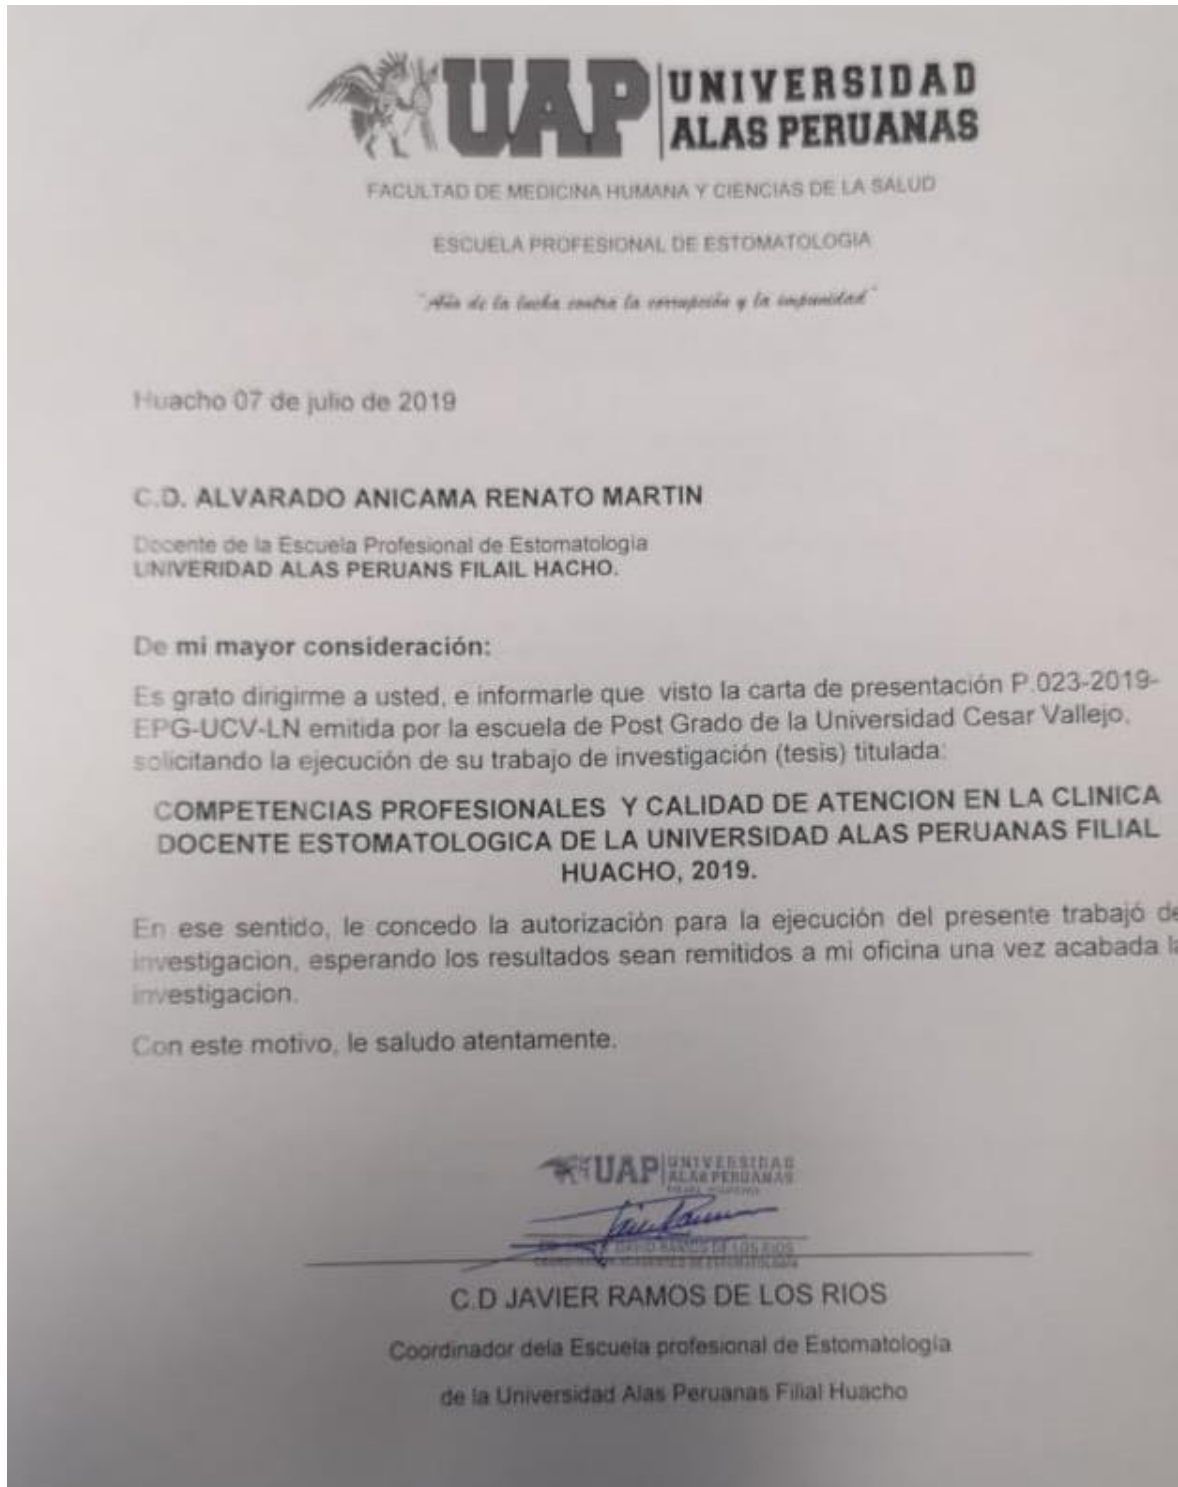 UAP UNIVERSIDAD
ALAS PERUANAS
FACULTAD DE MEDICINA HUMANA Y CIENCIAS DE LA SALUD
ESCUELA PROFESIONAL DE ESTOMATOLOGIA
"Año de la lucha contra la corrupción y la impunidad"
Huacho 07 de julio de 2019
C.D. ALVARADO ANICAMA RENATO MARTIN
Docente de la Escuela Profesional de Estomatologia
UNIVERIDAD ALAS PERUANS FILAIL HACHO.
De mi mayor consideración:
Es grato dirigirme a usted, e informarle que visto la carta de presentación P.023-2019-
EPG-UCV-LN emitida por la escuela de Post Grado de la Universidad Cesar Vallejo,
solicitando la ejecución de su trabajo de investigación (tesis) titulada:
COMPETENCIAS PROFESIONALES Y CALIDAD DE ATENCION EN LA CLINICA
DOCENTE ESTOMATOLOGICA DE LA UNIVERSIDAD ALAS PERUANAS FILIAL
HUACHO, 2019.
En ese sentido, le concedo la autorización para la ejecución del presente trabajó de
investigacion, esperando los resultados sean remitidos a mi oficina una vez acabada la
investigacion.
Con este motivo, le saludo atentamente.
UAP UNIVERSIDAD
ALAS PERUANAS
DAVID RAMOS DE LOS RIOS
C.D JAVIER RAMOS DE LOS RIOS
Coordinador dela Escuela profesional de Estomatología
de la Universidad Alas Peruanas Filial Huacho